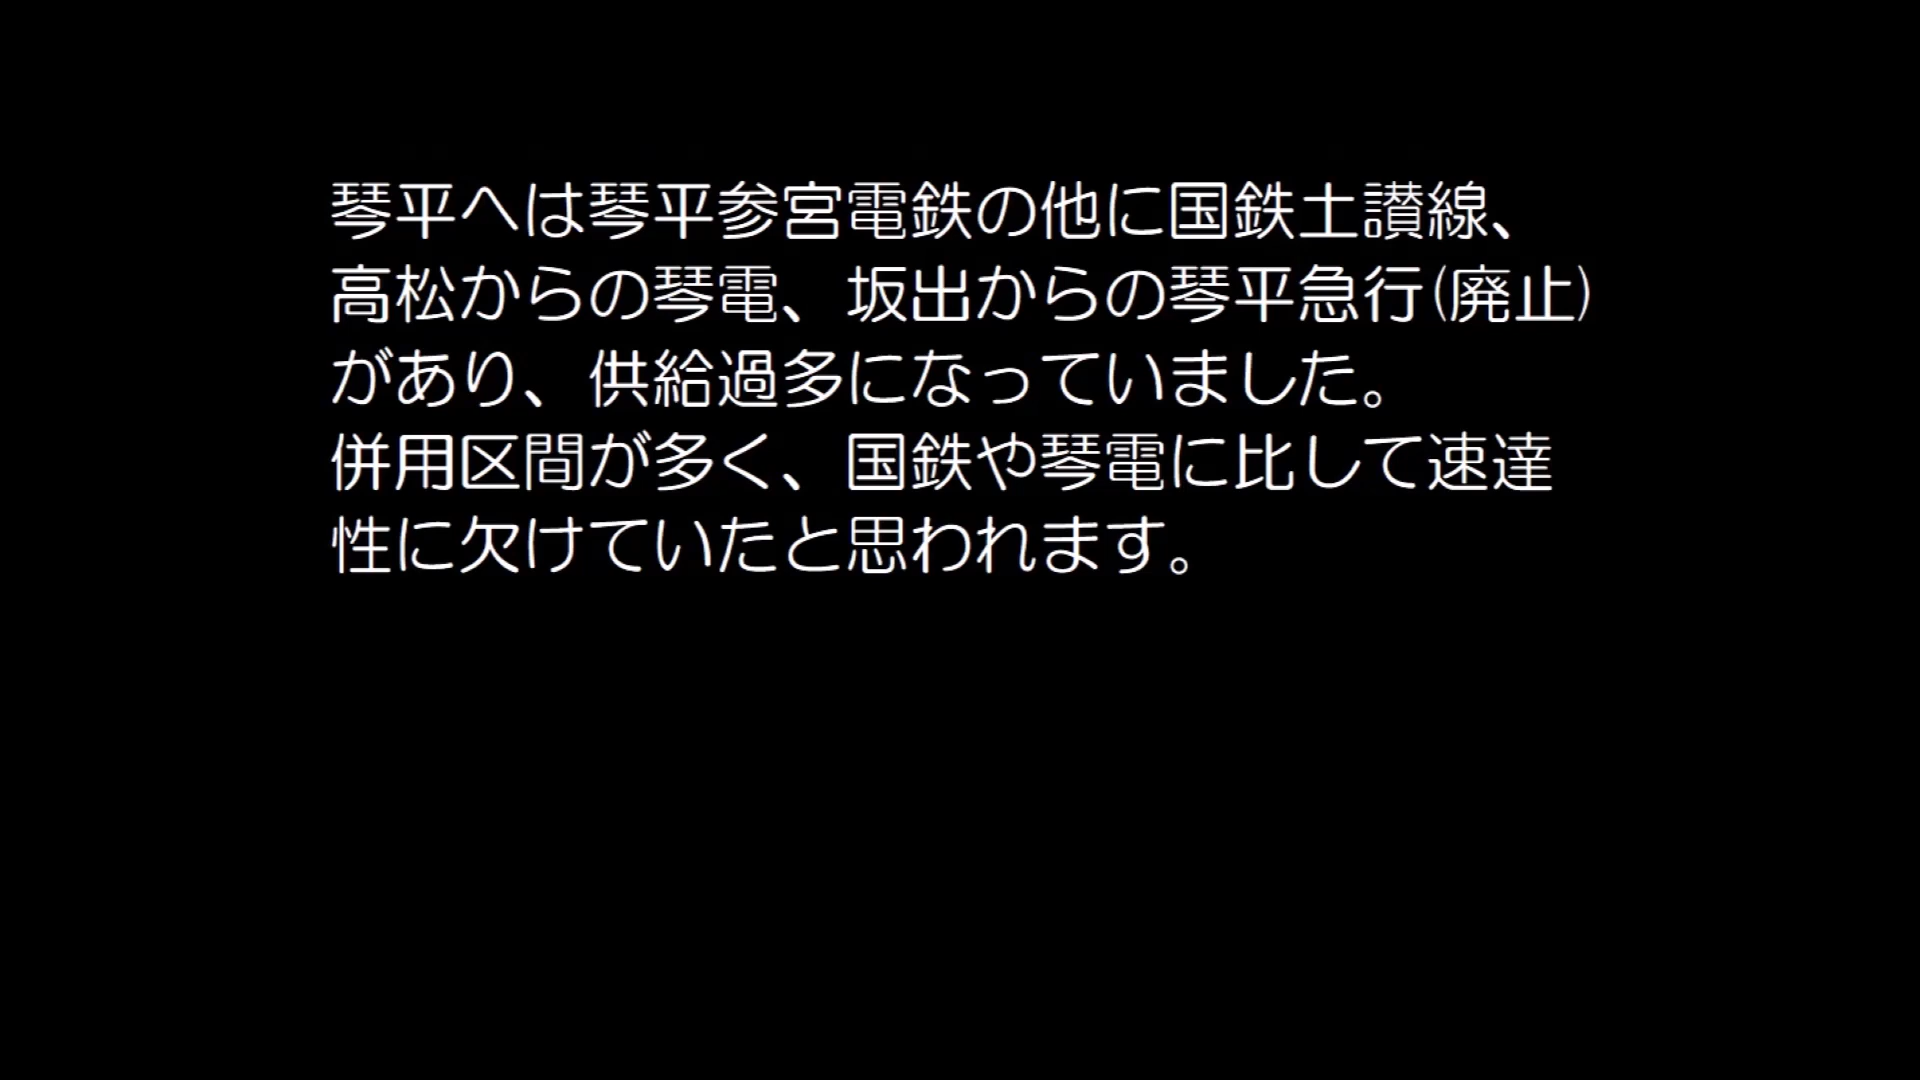 琴平へは琴平参宮電鉄の他に国鉄土讃線、
高松からの琴電、坂出からの琴平急行(廃止)
があり、供給過多になっていました。
併用区間が多く、国鉄や琴電に比して速達
性に欠けていたと思われます。